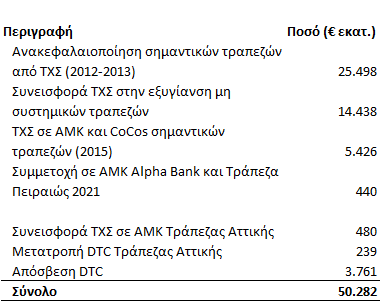 Περιγραφή Ποσό (€ εκατ.)
Ανακεφαλαιοποίηση σημαντικών τραπεζών
από ΤΧΣ (2012-2013) 25.498
Συνεισφορά ΤΧΣ στην εξυγίανση μη
συστημικών τραπεζών 14.438
ΤΧΣ σε ΑΜΚ και CoCos σημαντικών
τραπεζών (2015) 5.426
Συμμετοχή σε ΑΜΚ Alpha Bank και Τράπεζα
Πειραιώς 2021 440
Συνεισφορά ΤΧΣ σε ΑΜΚ Τράπεζας Αττικής 480
Μετατροπή DTC Τράπεζας Αττικής 239
Απόσβεση DTC 3.761
Σύνολο 50.282